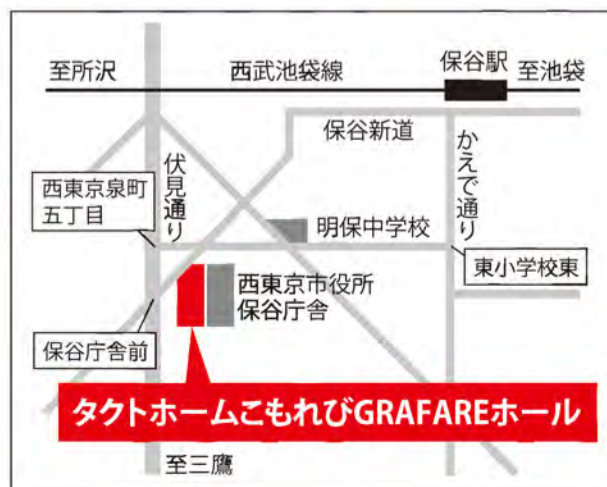 至所沢
西武池袋線
保谷駅
至池袋
保谷新道
伏見通り
かえで通り
西東京泉町
五丁目
明保中学校
東小学校東
西東京市役所
保谷庁舎
保谷庁舎前
タクトホームこもれびGRAFAREホール
至三鷹